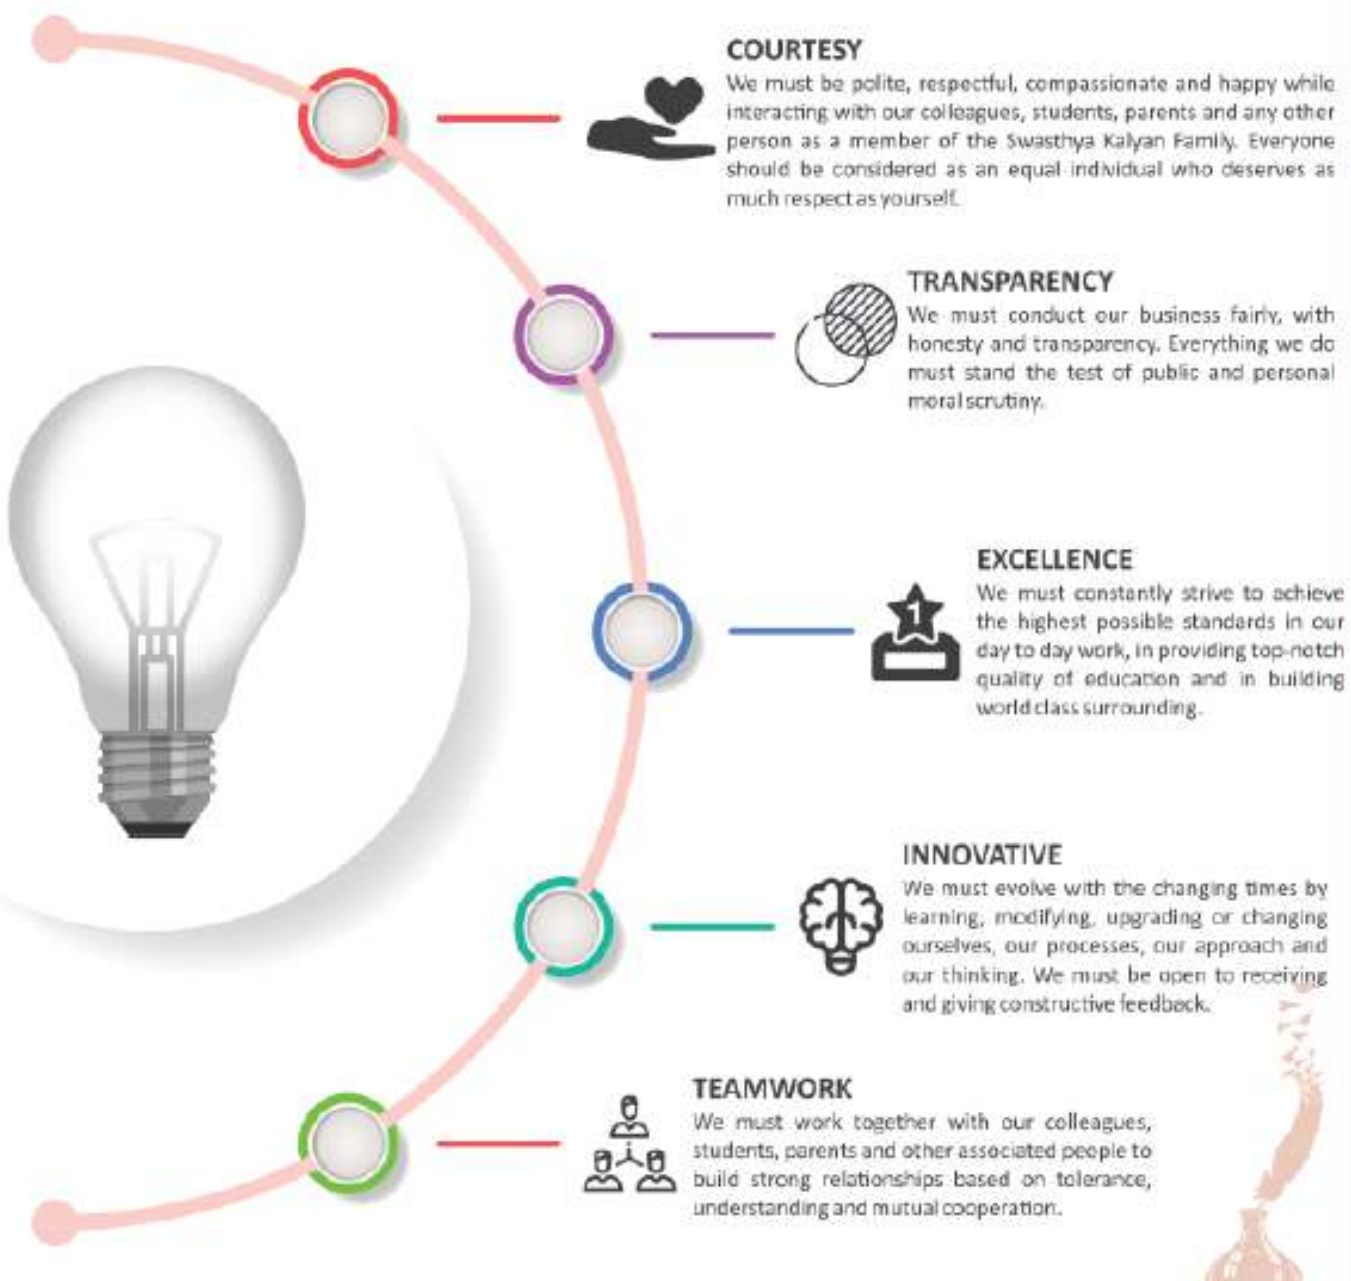 COURTESY
We must be polite, respectful, compassionate and happy while
interacting with our colleagues, students, parents and any other
person as a member of the Swasthya Kalyan Family. Everyone
should be considered as an equal individual who deserves as
much respect as yourself.
TRANSPARENCY
We must conduct our business fairly, with
honesty and transparency. Everything we do
must stand the test of public and personal
moral scrutiny.
EXCELLENCE
We must constantly strive to achieve
the highest possible standards in our
day to day work, in providing top-notch
quality of education and in building
world class surrounding.
1
INNOVATIVE
We must evolve with the changing times by
learning, modifying, upgrading or changing
ourselves, our processes, our approach and
our thinking. We must be open to receiving
and giving constructive feedback.
TEAMWORK
We must work together with our colleagues,
students, parents and other associated people to
build strong relationships based on tolerance,
understanding and mutual cooperation.